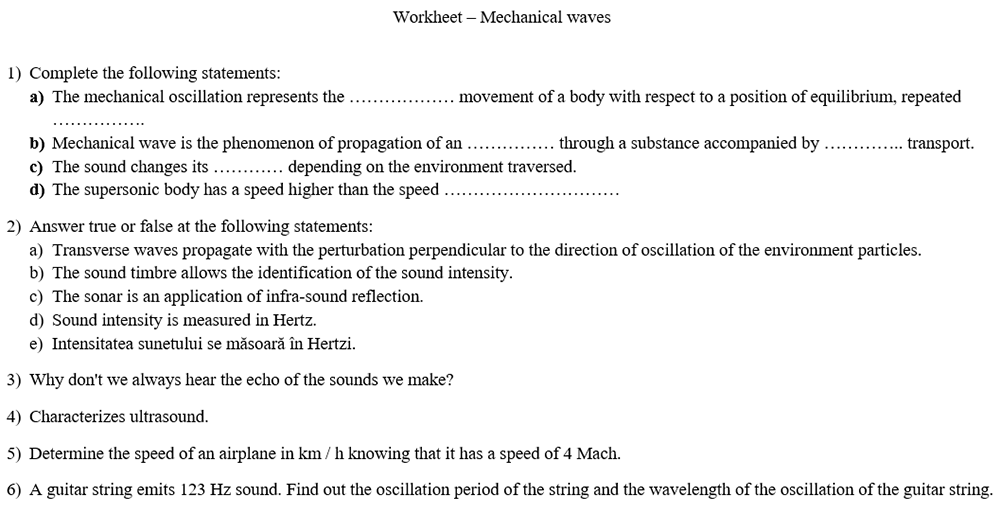 Workheet – Mechanical waves
1) Complete the following statements:
a) The mechanical oscillation represents the ……………… movement of a body with respect to a position of equilibrium, repeated
…………….
b) Mechanical wave is the phenomenon of propagation of an …………… through a substance accompanied by ………….. transport.
c) The sound changes its ………… depending on the environment traversed.
d) The supersonic body has a speed higher than the speed …………………………
2) Answer true or false at the following statements:
a) Transverse waves propagate with the perturbation perpendicular to the direction of oscillation of the environment particles.
b) The sound timbre allows the identification of the sound intensity.
c) The sonar is an application of infra-sound reflection.
d) Sound intensity is measured in Hertz.
e) Intensitatea sunetului se măsoară în Hertzi.
3) Why don't we always hear the echo of the sounds we make?
4) Characterizes ultrasound.
5) Determine the speed of an airplane in km / h knowing that it has a speed of 4 Mach.
6) A guitar string emits 123 Hz sound. Find out the oscillation period of the string and the wavelength of the oscillation of the guitar string.